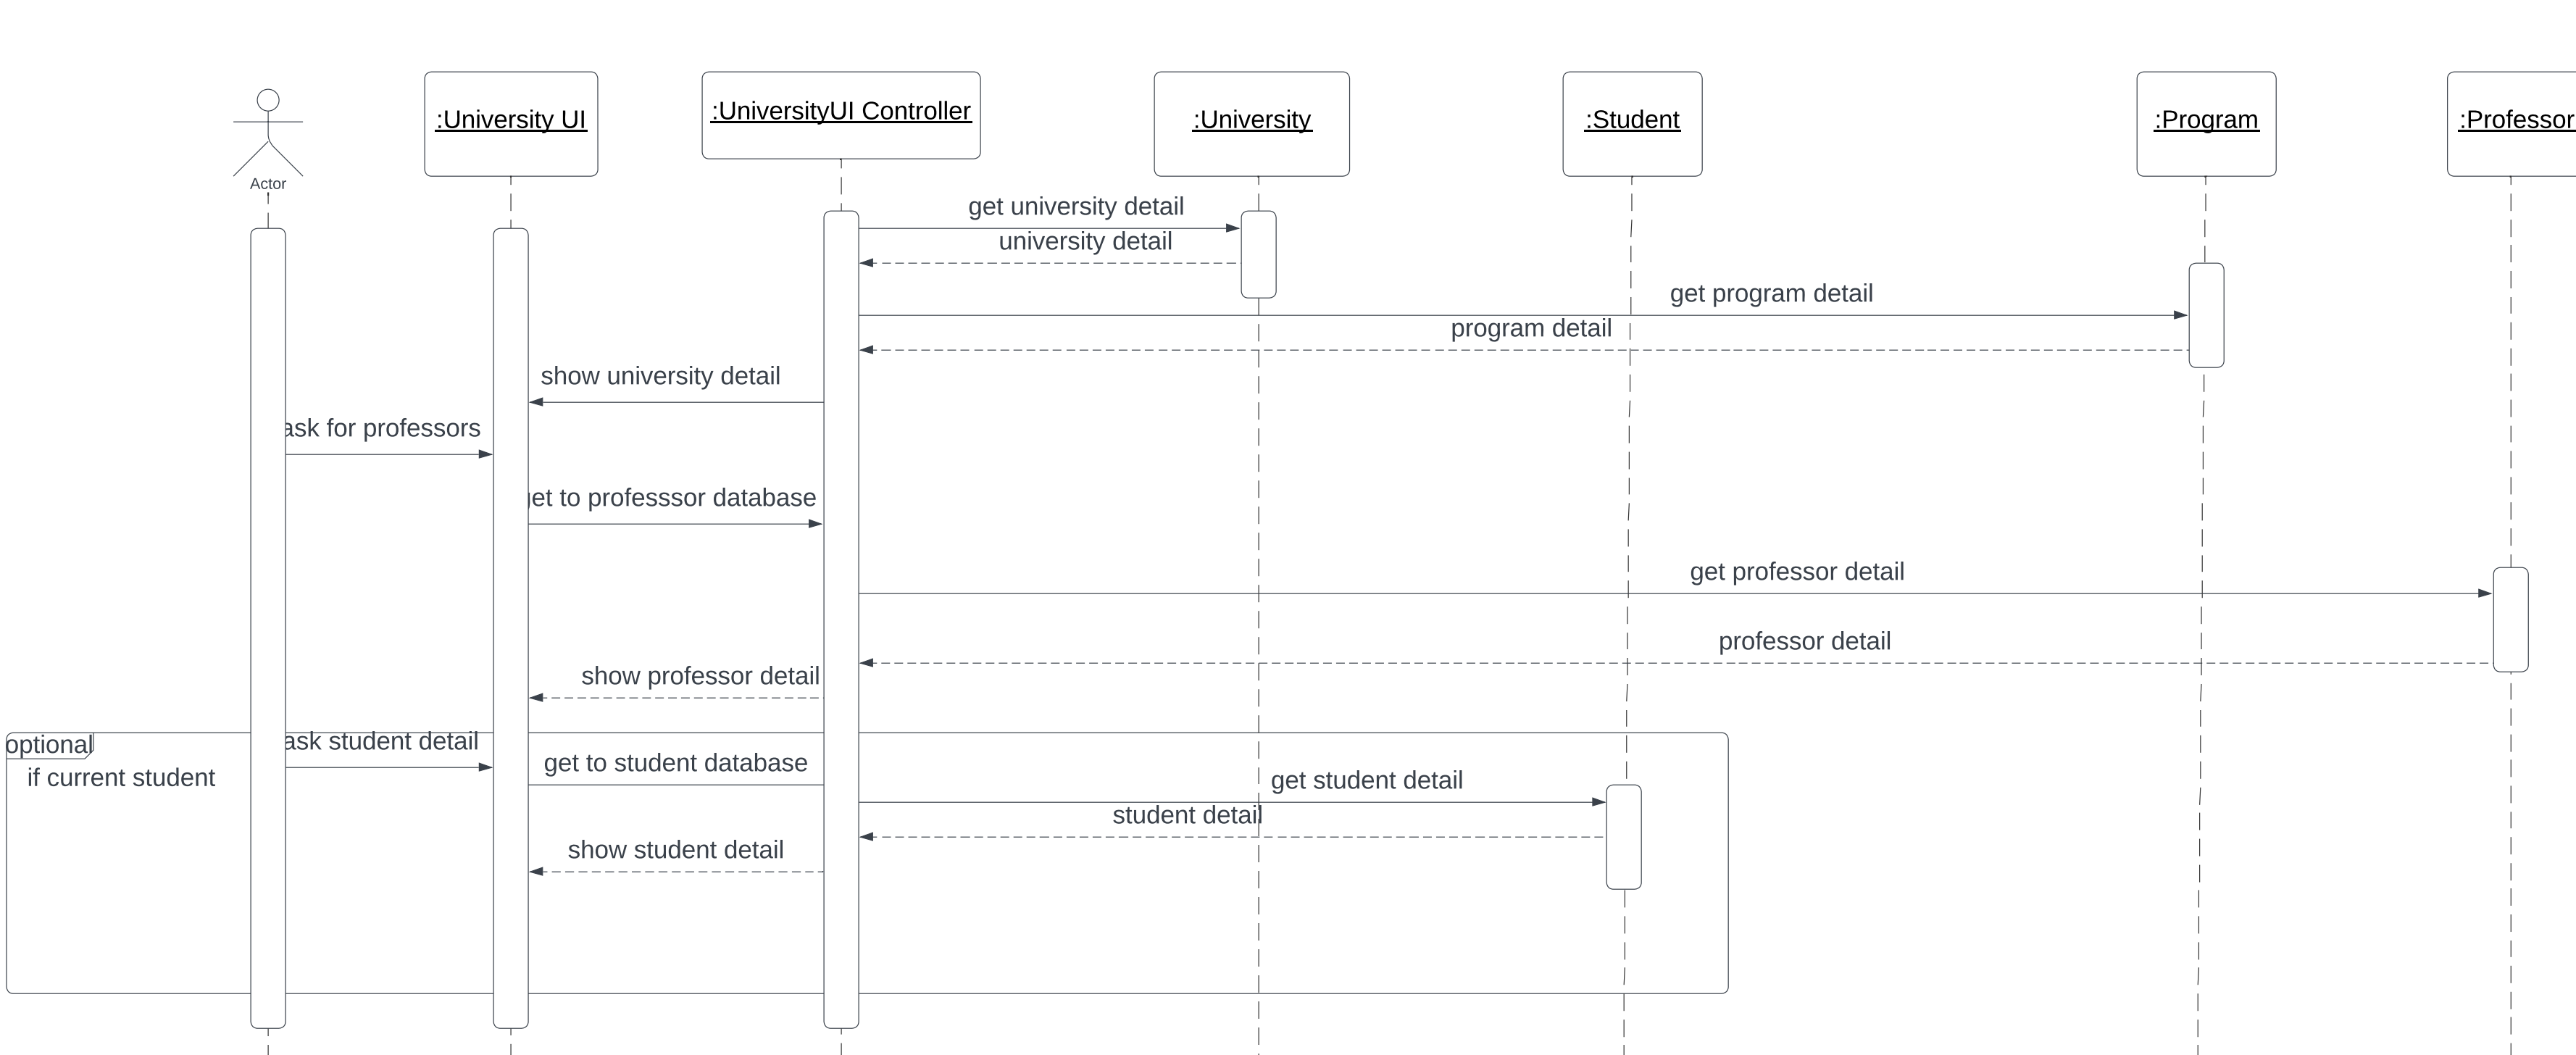 :University UI
:UniversityUI Controller
:University
:Student
:Program
:Professor
Actor
get university detail
university detail
get program detail
program detail
show university detail
ask for professors
get to professsor database
get professor detail
professor detail
show professor detail
optional
ask student detail
if current student
get to student database
get student detail
student detail
show student detail